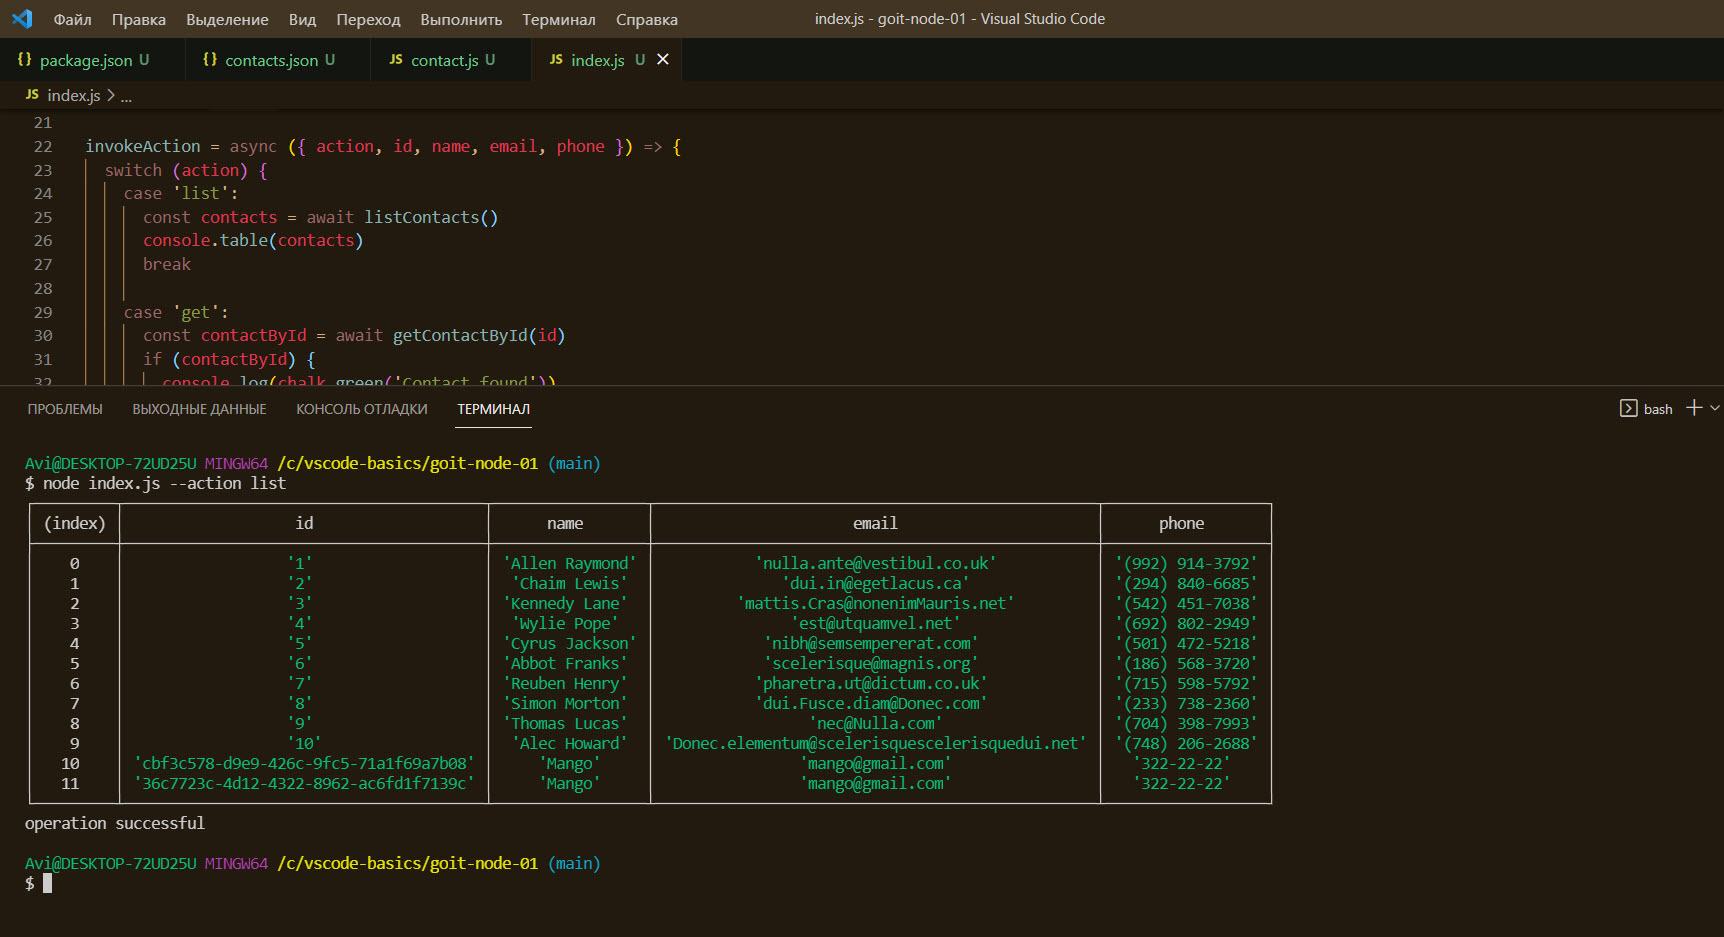 Файл Правка Выделение Вид Переход Выполнить Терминал Справка index.js - goit-node-01 - Visual Studio Code
{} package.json U {} contacts.json U JS contact.js U JS index.js U ✕
JS index.js > ...
21
22 invokeAction = async ({ action, id, name, email, phone }) => {
23 switch (action) {
24 case 'list':
25 const contacts = await listContacts()
26 console.table(contacts)
27 break
28
29 case 'get':
30 const contactById = await getContactById(id)
31 if (contactById) {
32 console.log(chalk.green('Contact found'))
ПРОБЛЕМЫ ВЫХОДНЫЕ ДАННЫЕ КОНСОЛЬ ОТЛАДКИ ТЕРМИНАЛ bash
Avi@DESKTOP-72UD25U MINGW64 /c/vscode-basics/goit-node-01 (main)
$ node index.js --action list
(index) id name email phone
0 '1' 'Allen Raymond' 'nulla.ante@vestibul.co.uk' '(992) 914-3792'
1 '2' 'Chaim Lewis' 'dui.in@egetlacus.ca' '(294) 840-6685'
2 '3' 'Kennedy Lane' 'mattis.Cras@nonenimMauris.net' '(542) 451-7038'
3 '4' 'Wylie Pope' 'est@utquamvel.net' '(692) 802-2949'
4 '5' 'Cyrus Jackson' 'nibh@semsempererat.com' '(501) 472-5218'
5 '6' 'Abbot Franks' 'scelerisque@magnis.org' '(186) 568-3720'
6 '7' 'Reuben Henry' 'pharetra.ut@dictum.co.uk' '(715) 598-5792'
7 '8' 'Simon Morton' 'dui.Fusce.diam@Donec.com' '(233) 738-2360'
8 '9' 'Thomas Lucas' 'nec@Nulla.com' '(704) 398-7993'
9 '10' 'Alec Howard' 'Donec.elementum@scelerisquescelerisquedui.net' '(748) 206-2688'
10 'cbf3c578-d9e9-426c-9fc5-71a1f69a7b08' 'Mango' 'mango@gmail.com' '322-22-22'
11 '36c7723c-4d12-4322-8962-ac6fd1f7139c' 'Mango' 'mango@gmail.com' '322-22-22'
operation successful
Avi@DESKTOP-72UD25U MINGW64 /c/vscode-basics/goit-node-01 (main)
$